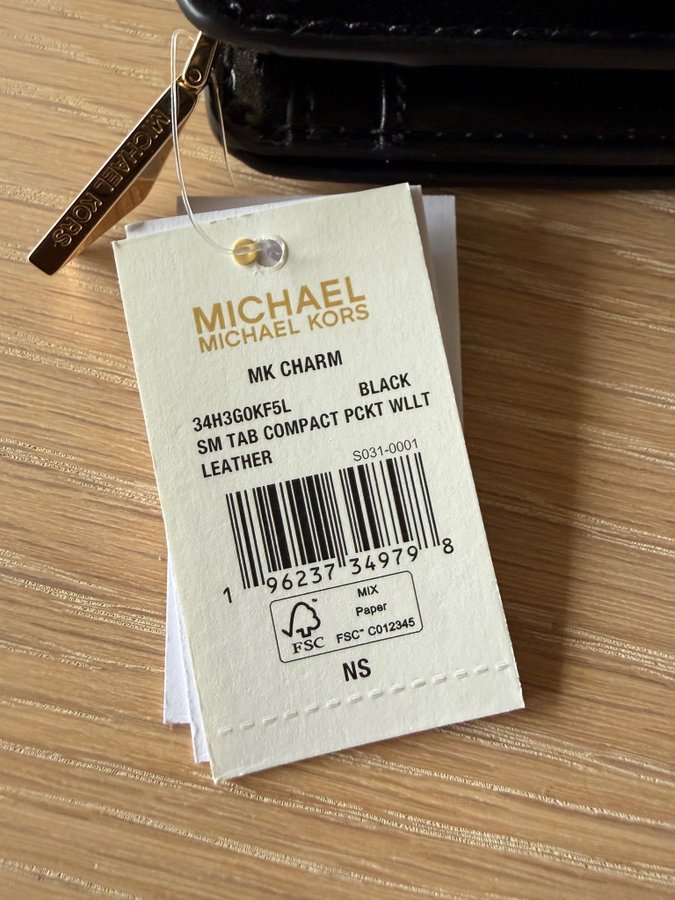 MICHAEL KORS
MICHAEL
MICHAEL KORS
MK CHARM
34H3G0KF5L BLACK
SM TAB COMPACT PCKT WLLT
LEATHER S031-0001
1 96237 34979 8
MIX
Paper
FSC™ C012345
FSC
NS